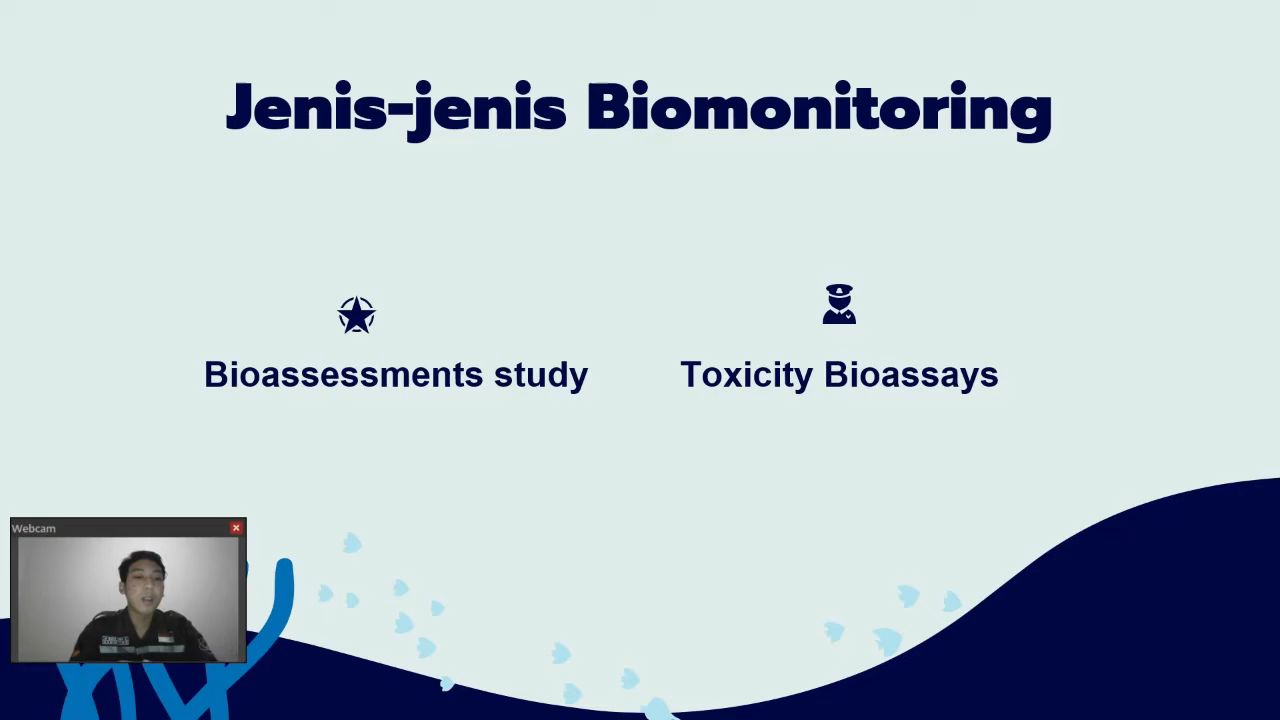 Jenis-jenis Biomonitoring
Bioassessments study
Toxicity Bioassays
Webcam